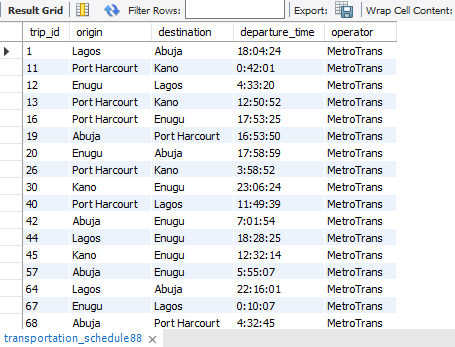 Result Grid Filter Rows: Export: Wrap Cell Content:
trip_id origin destination departure_time operator
1 Lagos Abuja 18:04:24 MetroTrans
11 Port Harcourt Kano 0:42:01 MetroTrans
12 Enugu Lagos 4:33:20 MetroTrans
13 Port Harcourt Kano 12:50:52 MetroTrans
16 Port Harcourt Enugu 17:53:25 MetroTrans
19 Abuja Port Harcourt 16:53:50 MetroTrans
20 Enugu Abuja 17:58:59 MetroTrans
26 Port Harcourt Kano 3:58:52 MetroTrans
30 Kano Enugu 23:06:24 MetroTrans
40 Port Harcourt Lagos 11:49:39 MetroTrans
42 Abuja Enugu 7:01:54 MetroTrans
44 Lagos Enugu 18:28:25 MetroTrans
45 Kano Enugu 12:32:14 MetroTrans
57 Abuja Enugu 5:55:07 MetroTrans
64 Lagos Abuja 22:16:01 MetroTrans
67 Enugu Lagos 0:10:07 MetroTrans
68 Abuja Port Harcourt 4:32:45 MetroTrans
transportation_schedule88